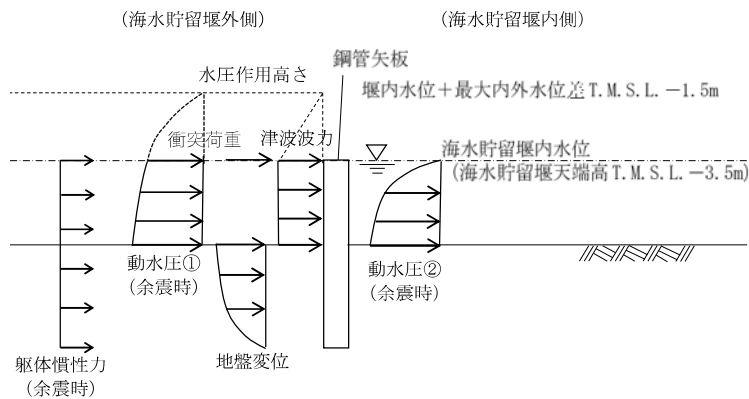 (海水貯留堰外側)
(海水貯留堰内側)
鋼管矢板
水圧作用高さ
堰内水位＋最大内外水位差T.M.S.L.－1.5m
衝突荷重
津波波力
海水貯留堰内水位
(海水貯留堰天端高T.M.S.L.－3.5m)
動水圧①
(余震時)
動水圧②
(余震時)
地盤変位
躯体慣性力
(余震時)